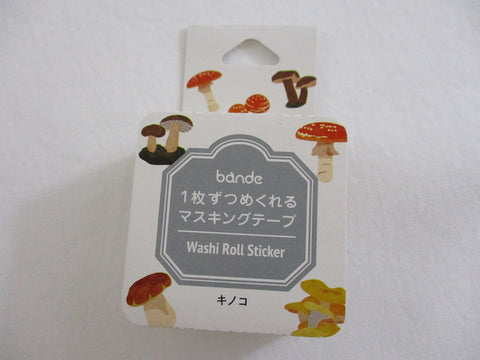 bande
1枚ずつめくれる
マスキングテープ
Washi Roll Sticker
キノコ